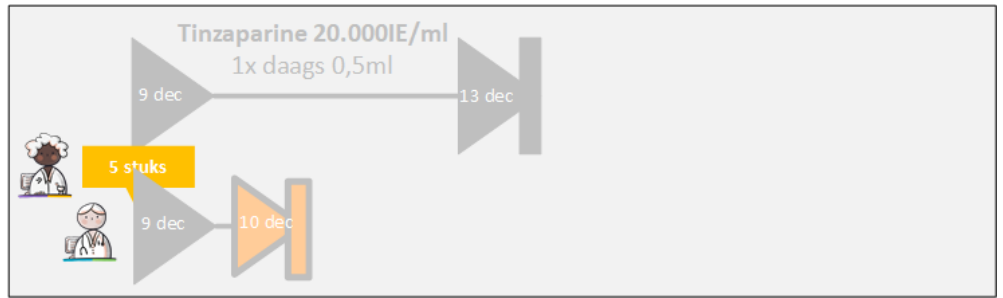 Tinzaparine 20.000IE/ml
1x daags 0,5ml
9 dec
13 dec
5 stuks
9 dec
10 dec